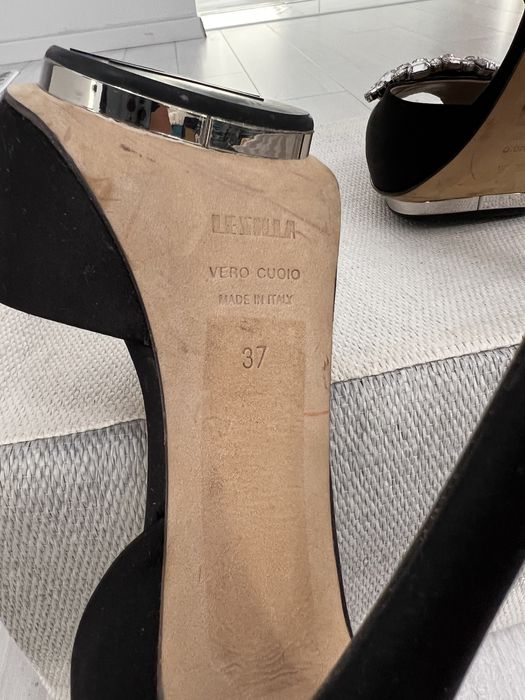 LE SILLA
VERO CUOIO
MADE IN ITALY
37